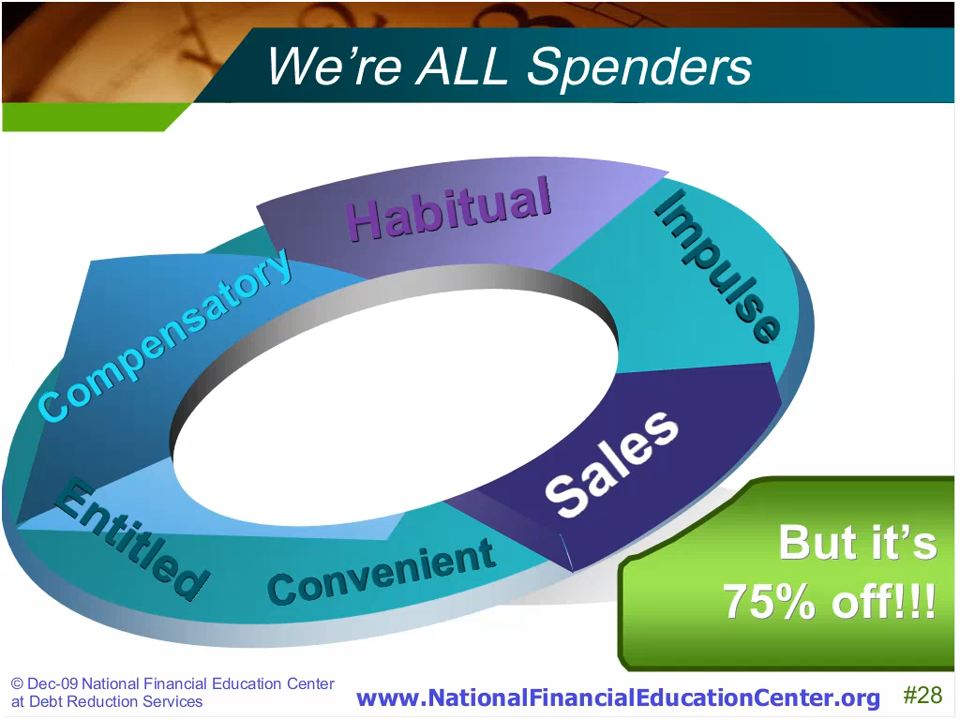 We’re ALL Spenders
Habitual
Impulse
Compensatory
Sales
Entitled
Convenient
But it’s
75% off!!!
© Dec-09 National Financial Education Center
at Debt Reduction Services
www.NationalFinancialEducationCenter.org
#28